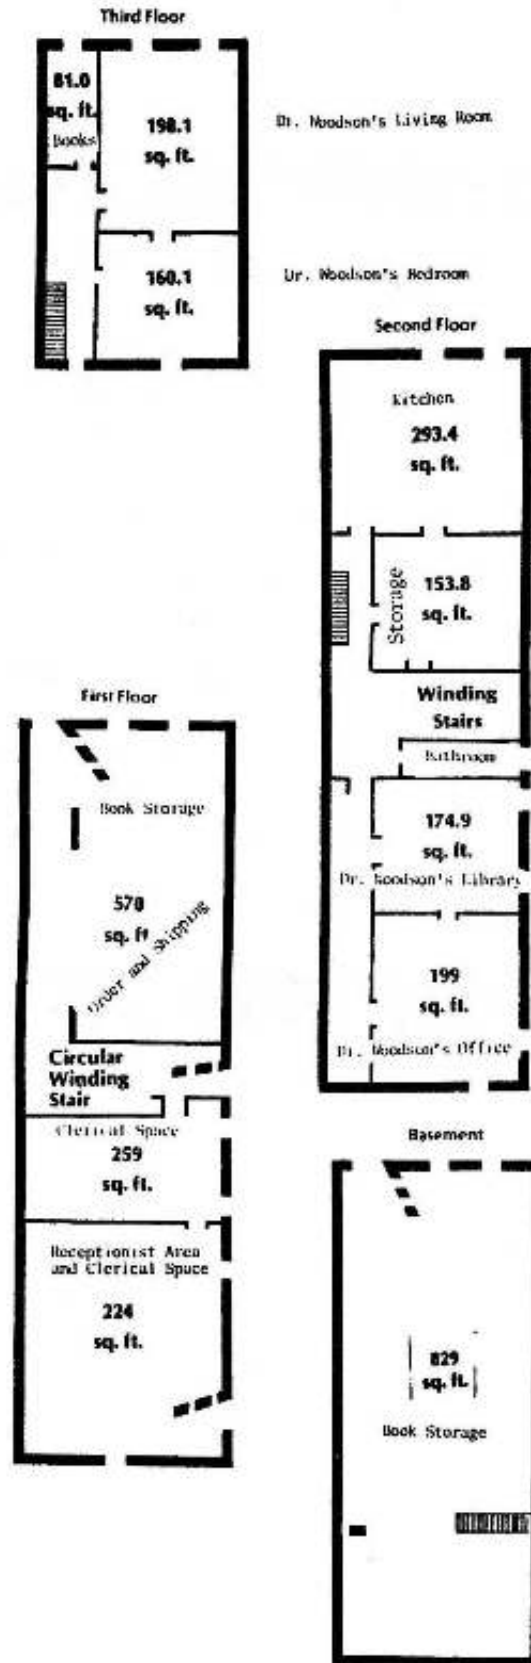 Third Floor
81.0
sq. ft.
Books
198.1
sq. ft.
Dr. Woodson's Living Room
160.1
sq. ft.
Dr. Woodson's Bedroom
Second Floor
Kitchen
293.4
sq. ft.
Storage
153.8
sq. ft.
Winding
Stairs
Bathroom
174.9
sq. ft.
Dr. Woodson's Library
199
sq. ft.
Dr. Woodson's Office
First Floor
Book Storage
570
sq. ft
Order and Shipping
Circular
Winding
Stair
Clerical Space
259
sq. ft.
Receptionist Area
and Clerical Space
224
sq. ft.
Basement
829
sq. ft.
Book Storage